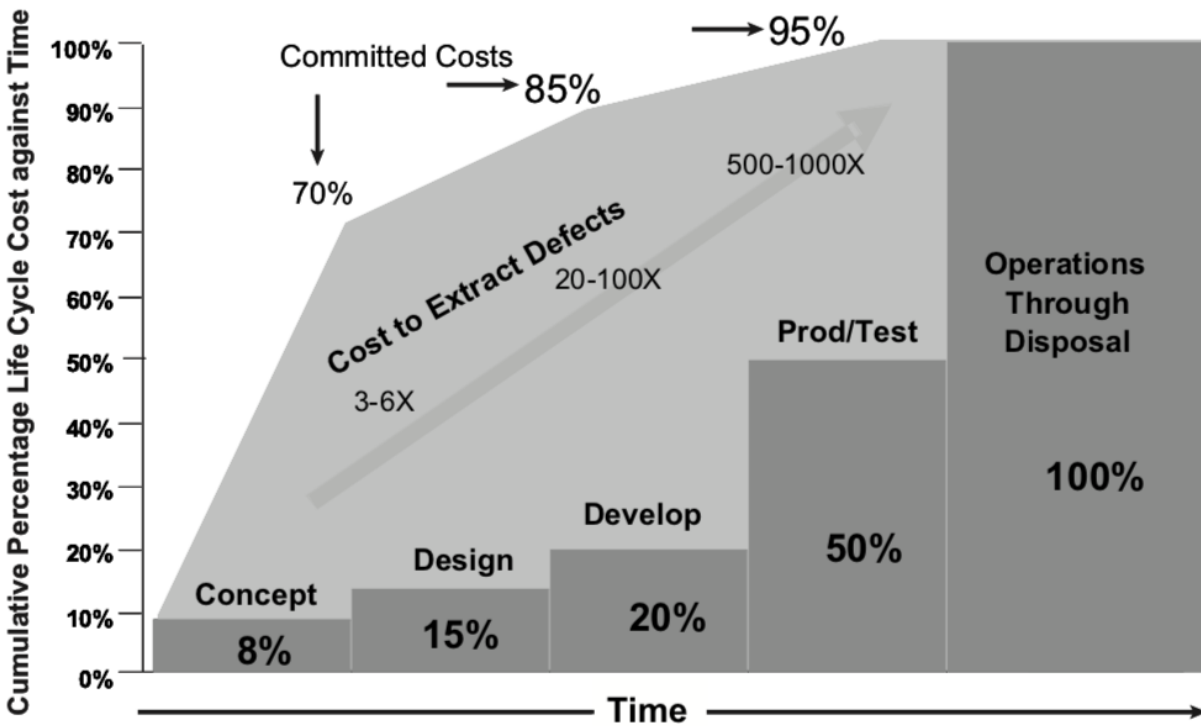 Cumulative Percentage Life Cycle Cost against Time
100%
90%
80%
70%
60%
50%
40%
30%
20%
10%
0%
Committed Costs
70%
85%
95%
Cost to Extract Defects
3-6X
20-100X
500-1000X
Concept
8%
Design
15%
Develop
20%
Prod/Test
50%
Operations
Through
Disposal
100%
Time